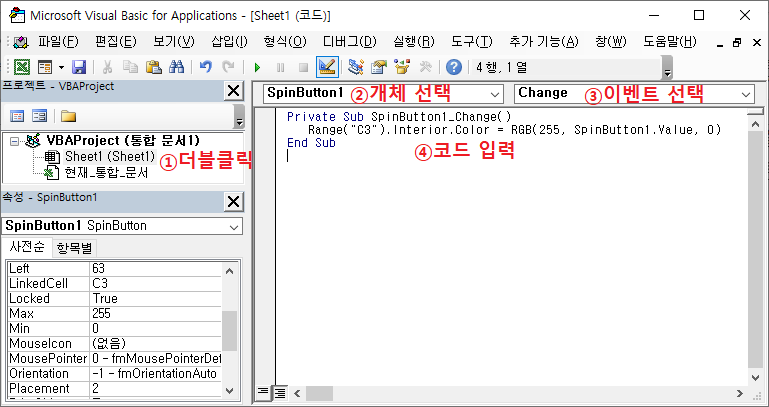 Microsoft Visual Basic for Applications - [Sheet1 (코드)]
파일(F) 편집(E) 보기(V) 삽입(I) 형식(O) 디버그(D) 실행(R) 도구(T) 추가 기능(A) 창(W) 도움말(H)
4 행, 1 열
프로젝트 - VBAProject
VBAProject (통합 문서1)
Sheet1 (Sheet1)
①더블클릭
현재_통합_문서
속성 - SpinButton1
SpinButton1 SpinButton
사전순 항목별
Left 63
LinkedCell C3
Locked True
Max 255
Min 0
MouseIcon (없음)
MousePointer 0 - fmMousePointerDef
Orientation -1 - fmOrientationAuto
Placement 2
SpinButton1 ②개체 선택
Change ③이벤트 선택
Private Sub SpinButton1_Change()
Range("C3").Interior.Color = RGB(255, SpinButton1.Value, 0)
End Sub
④코드 입력